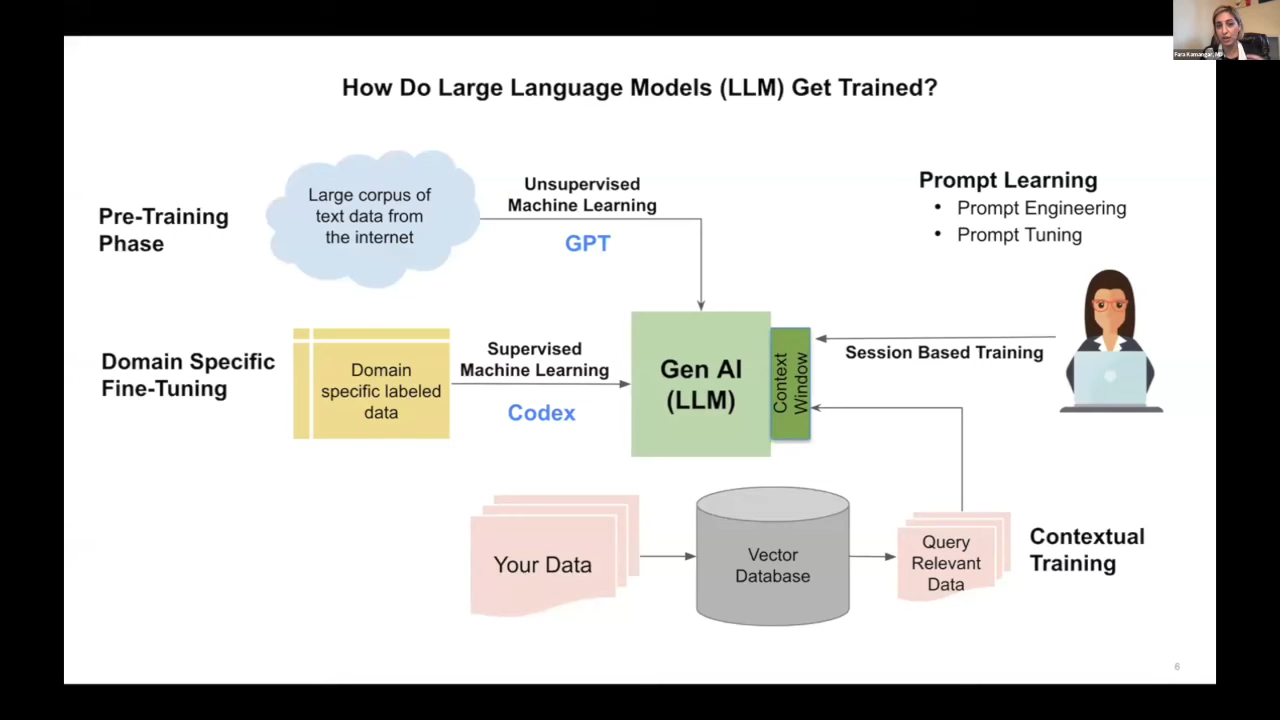 How Do Large Language Models (LLM) Get Trained?
Pre-Training
Phase
Large corpus of
text data from
the internet
Unsupervised
Machine Learning
GPT
Prompt Learning
• Prompt Engineering
• Prompt Tuning
Domain Specific
Fine-Tuning
Domain
specific labeled
data
Supervised
Machine Learning
Codex
Gen AI
(LLM)
Context
Window
Session Based Training
Your Data
Vector
Database
Query
Relevant
Data
Contextual
Training
6
Fara Kamangar, MD